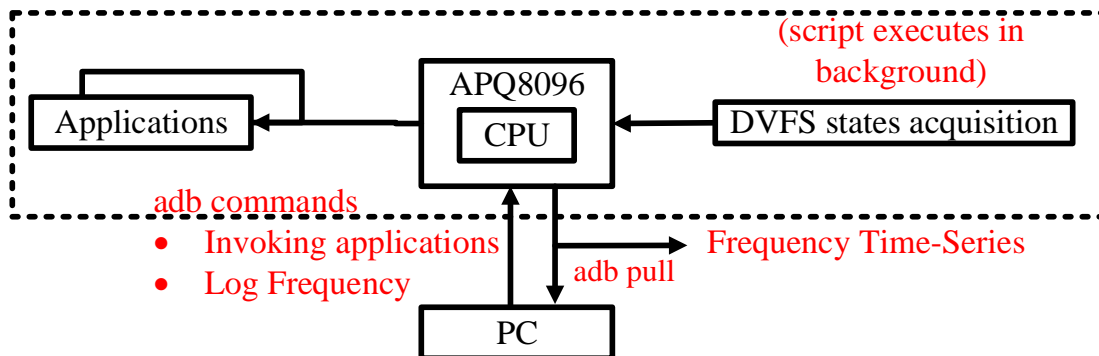 (script executes in
background)
APQ8096
Applications
CPU
DVFS states acquisition
adb commands
• Invoking applications
• Log Frequency
Frequency Time-Series
adb pull
PC